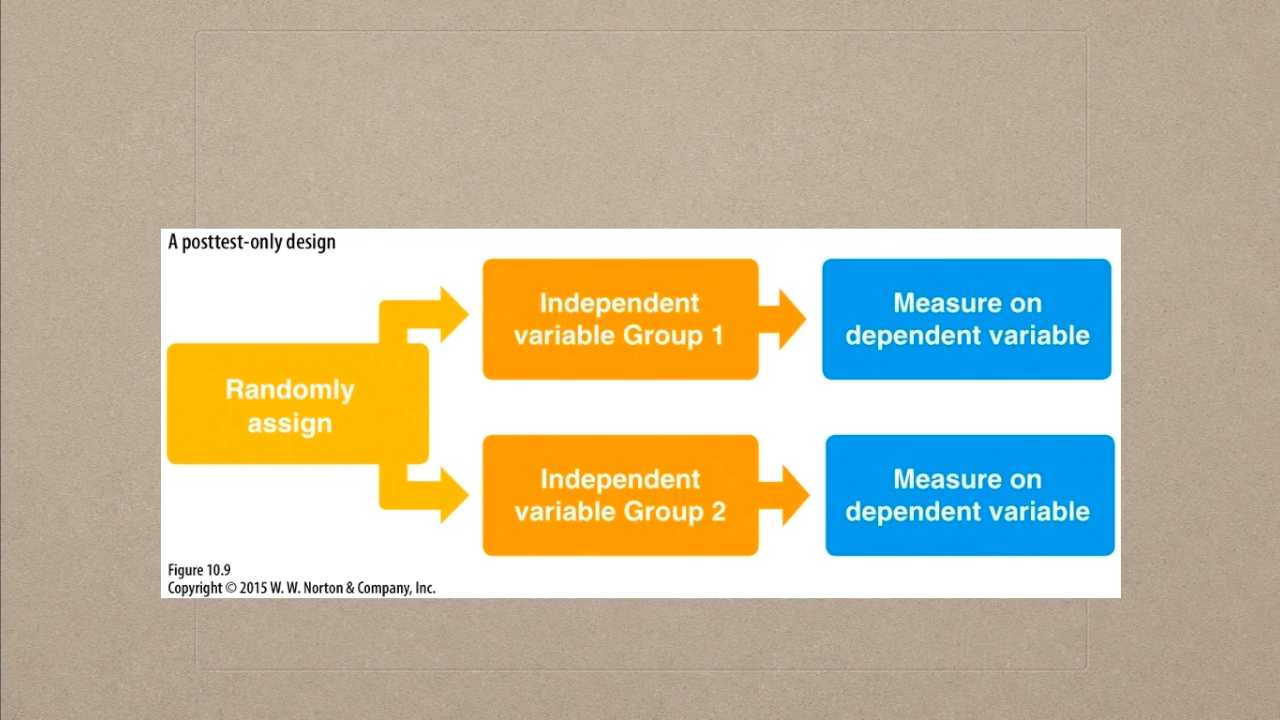 A posttest-only design
Randomly
assign
Independent
variable Group 1
Measure on
dependent variable
Independent
variable Group 2
Measure on
dependent variable
Figure 10.9
Copyright © 2015 W. W. Norton & Company, Inc.